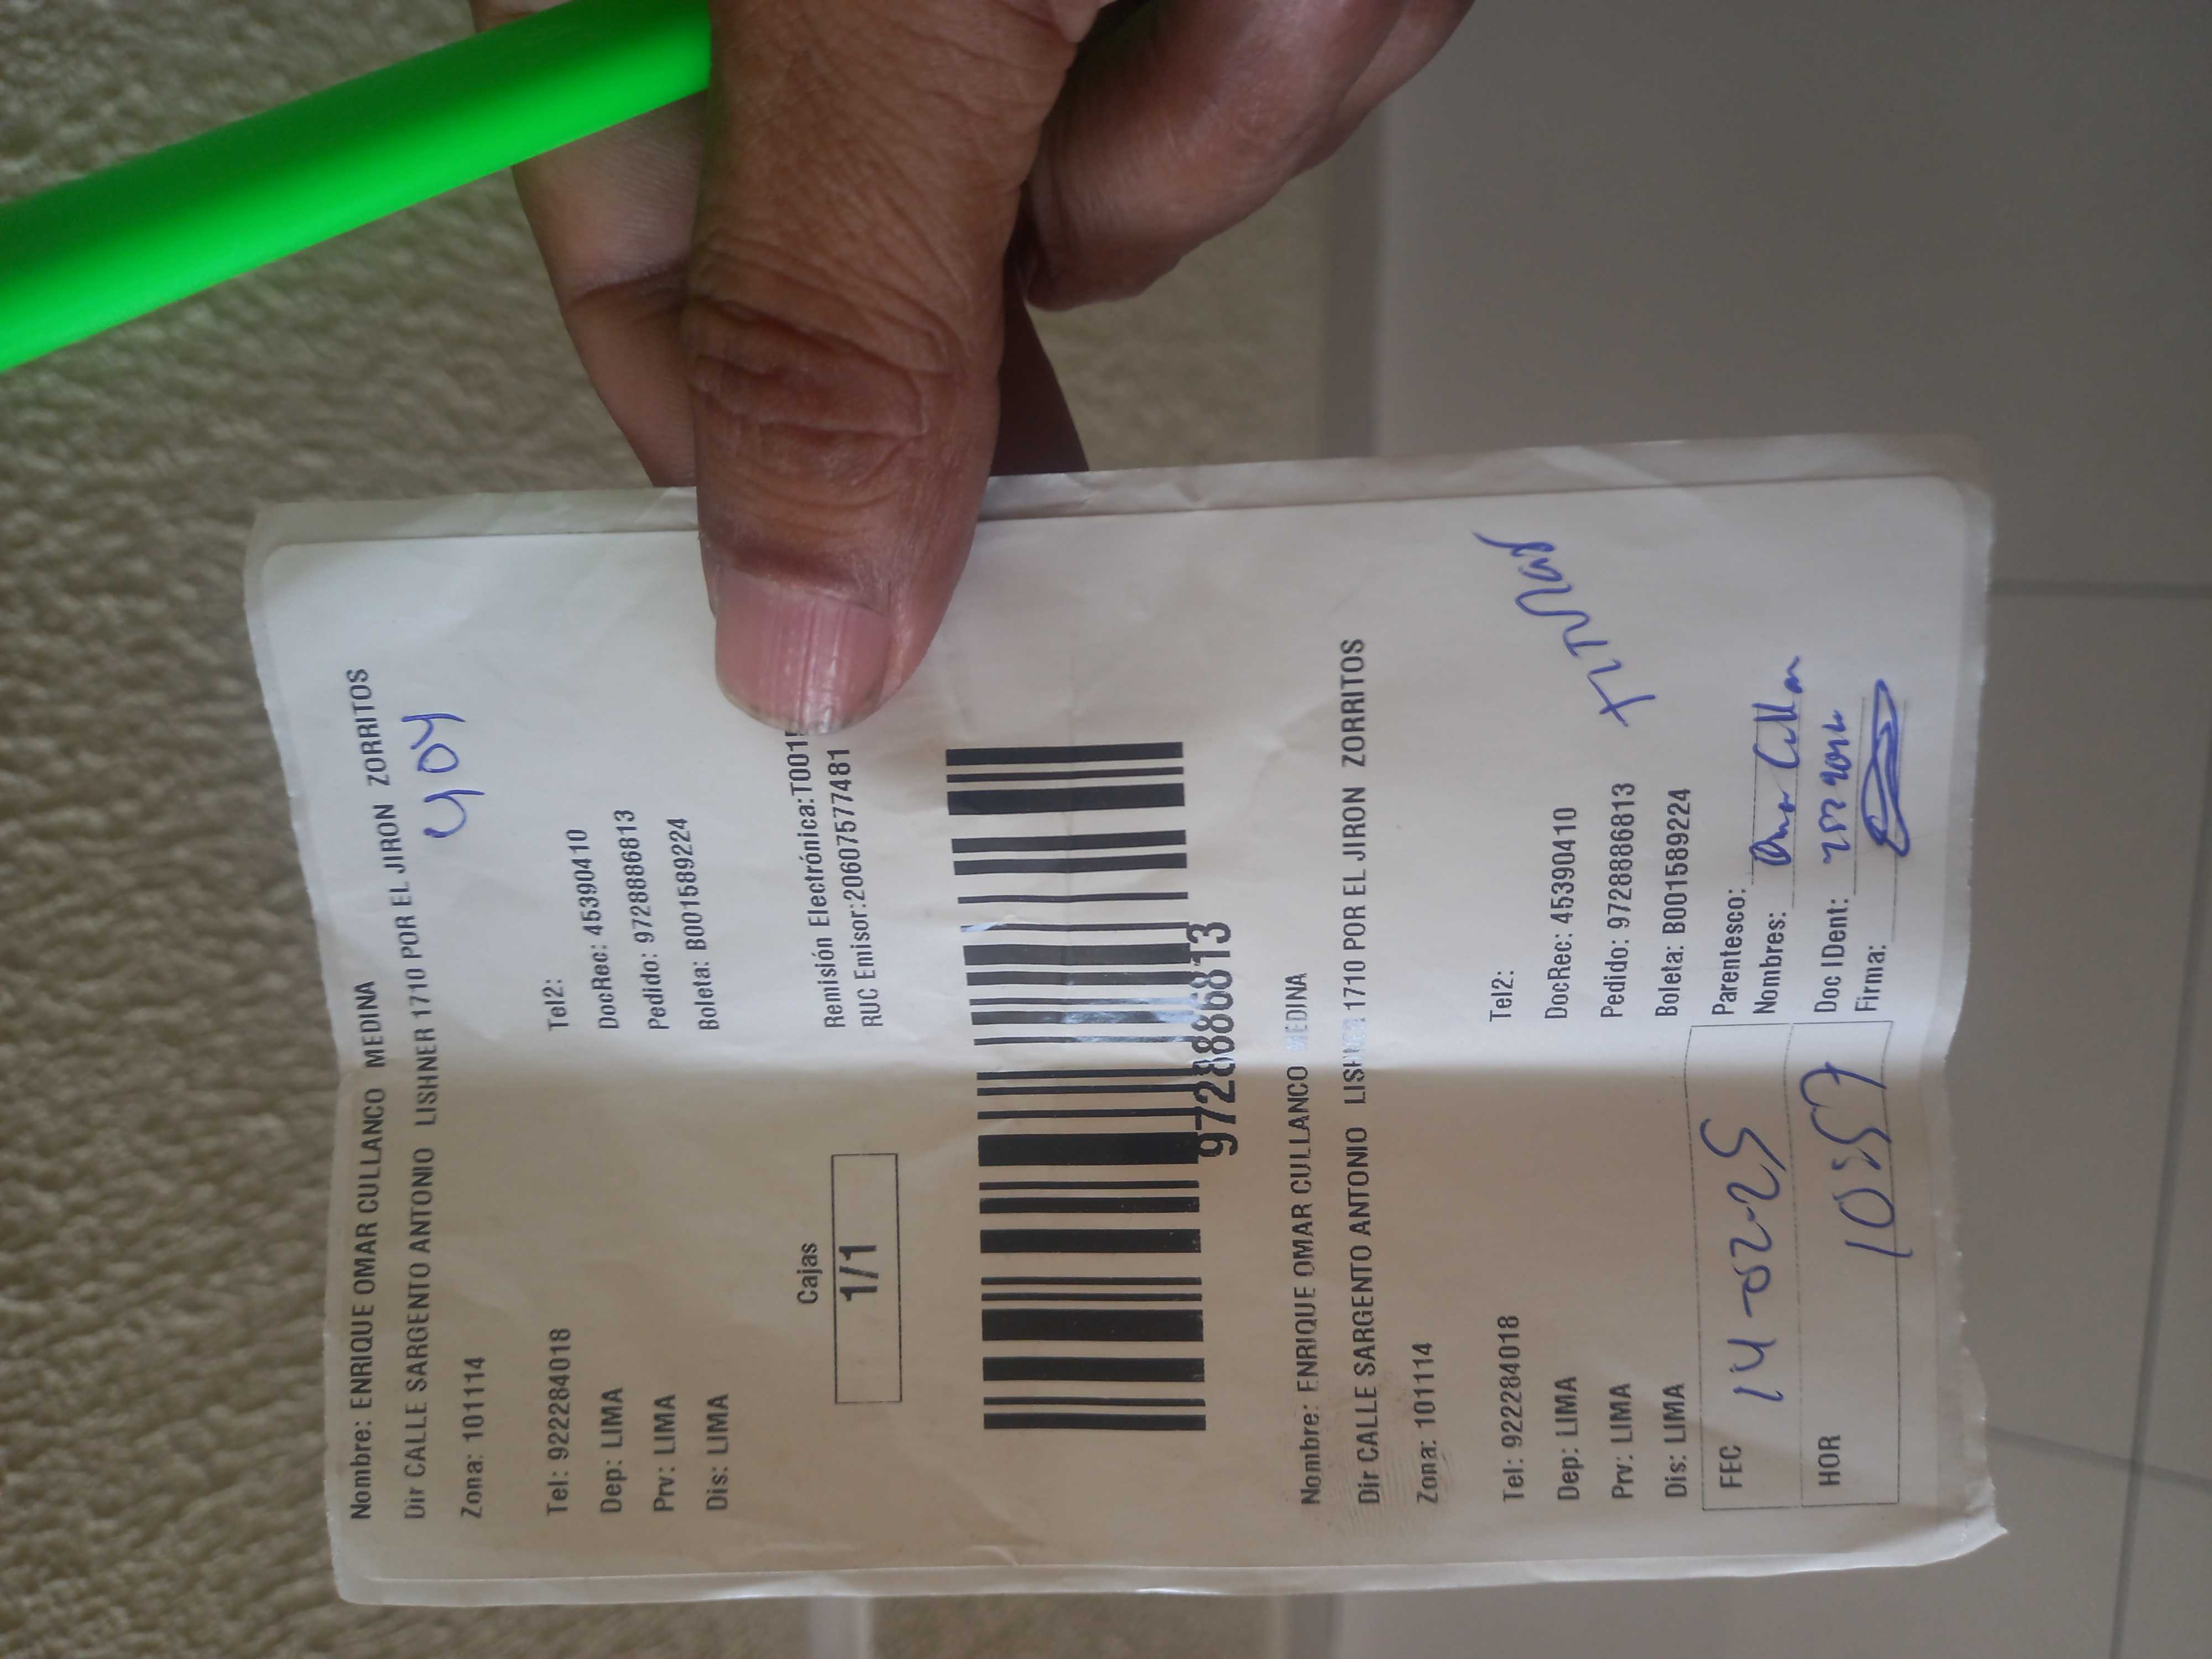 Nombre: ENRIQUE OMAR CULLANCO MEDINA
Dir CALLE SARGENTO ANTONIO LISHNER 1710 POR EL JIRON ZORRITOS
404
Zona: 101114
Tel: 922284018 Tel2:
Dep: LIMA DocRec: 45390410
Prv: LIMA Pedido: 97288886813
Dis: LIMA Boleta: B001589224
Cajas
1/1
Remisión Electrónica:T001
RUC Emisor:20607577481
97288886813
Nombre: ENRIQUE OMAR CULLANCO MEDINA
Dir CALLE SARGENTO ANTONIO LISHNER 1710 POR EL JIRON ZORRITOS
Zona: 101114
Tel: 922284018 Tel2:
Dep: LIMA DocRec: 45390410
Prv: LIMA Pedido: 97288886813
TITULAR
Dis: LIMA Boleta: B001589224
FEC 14-02-25
Parentesco:
Nombres:
HOR 10:57
Doc IDent:
Firma: